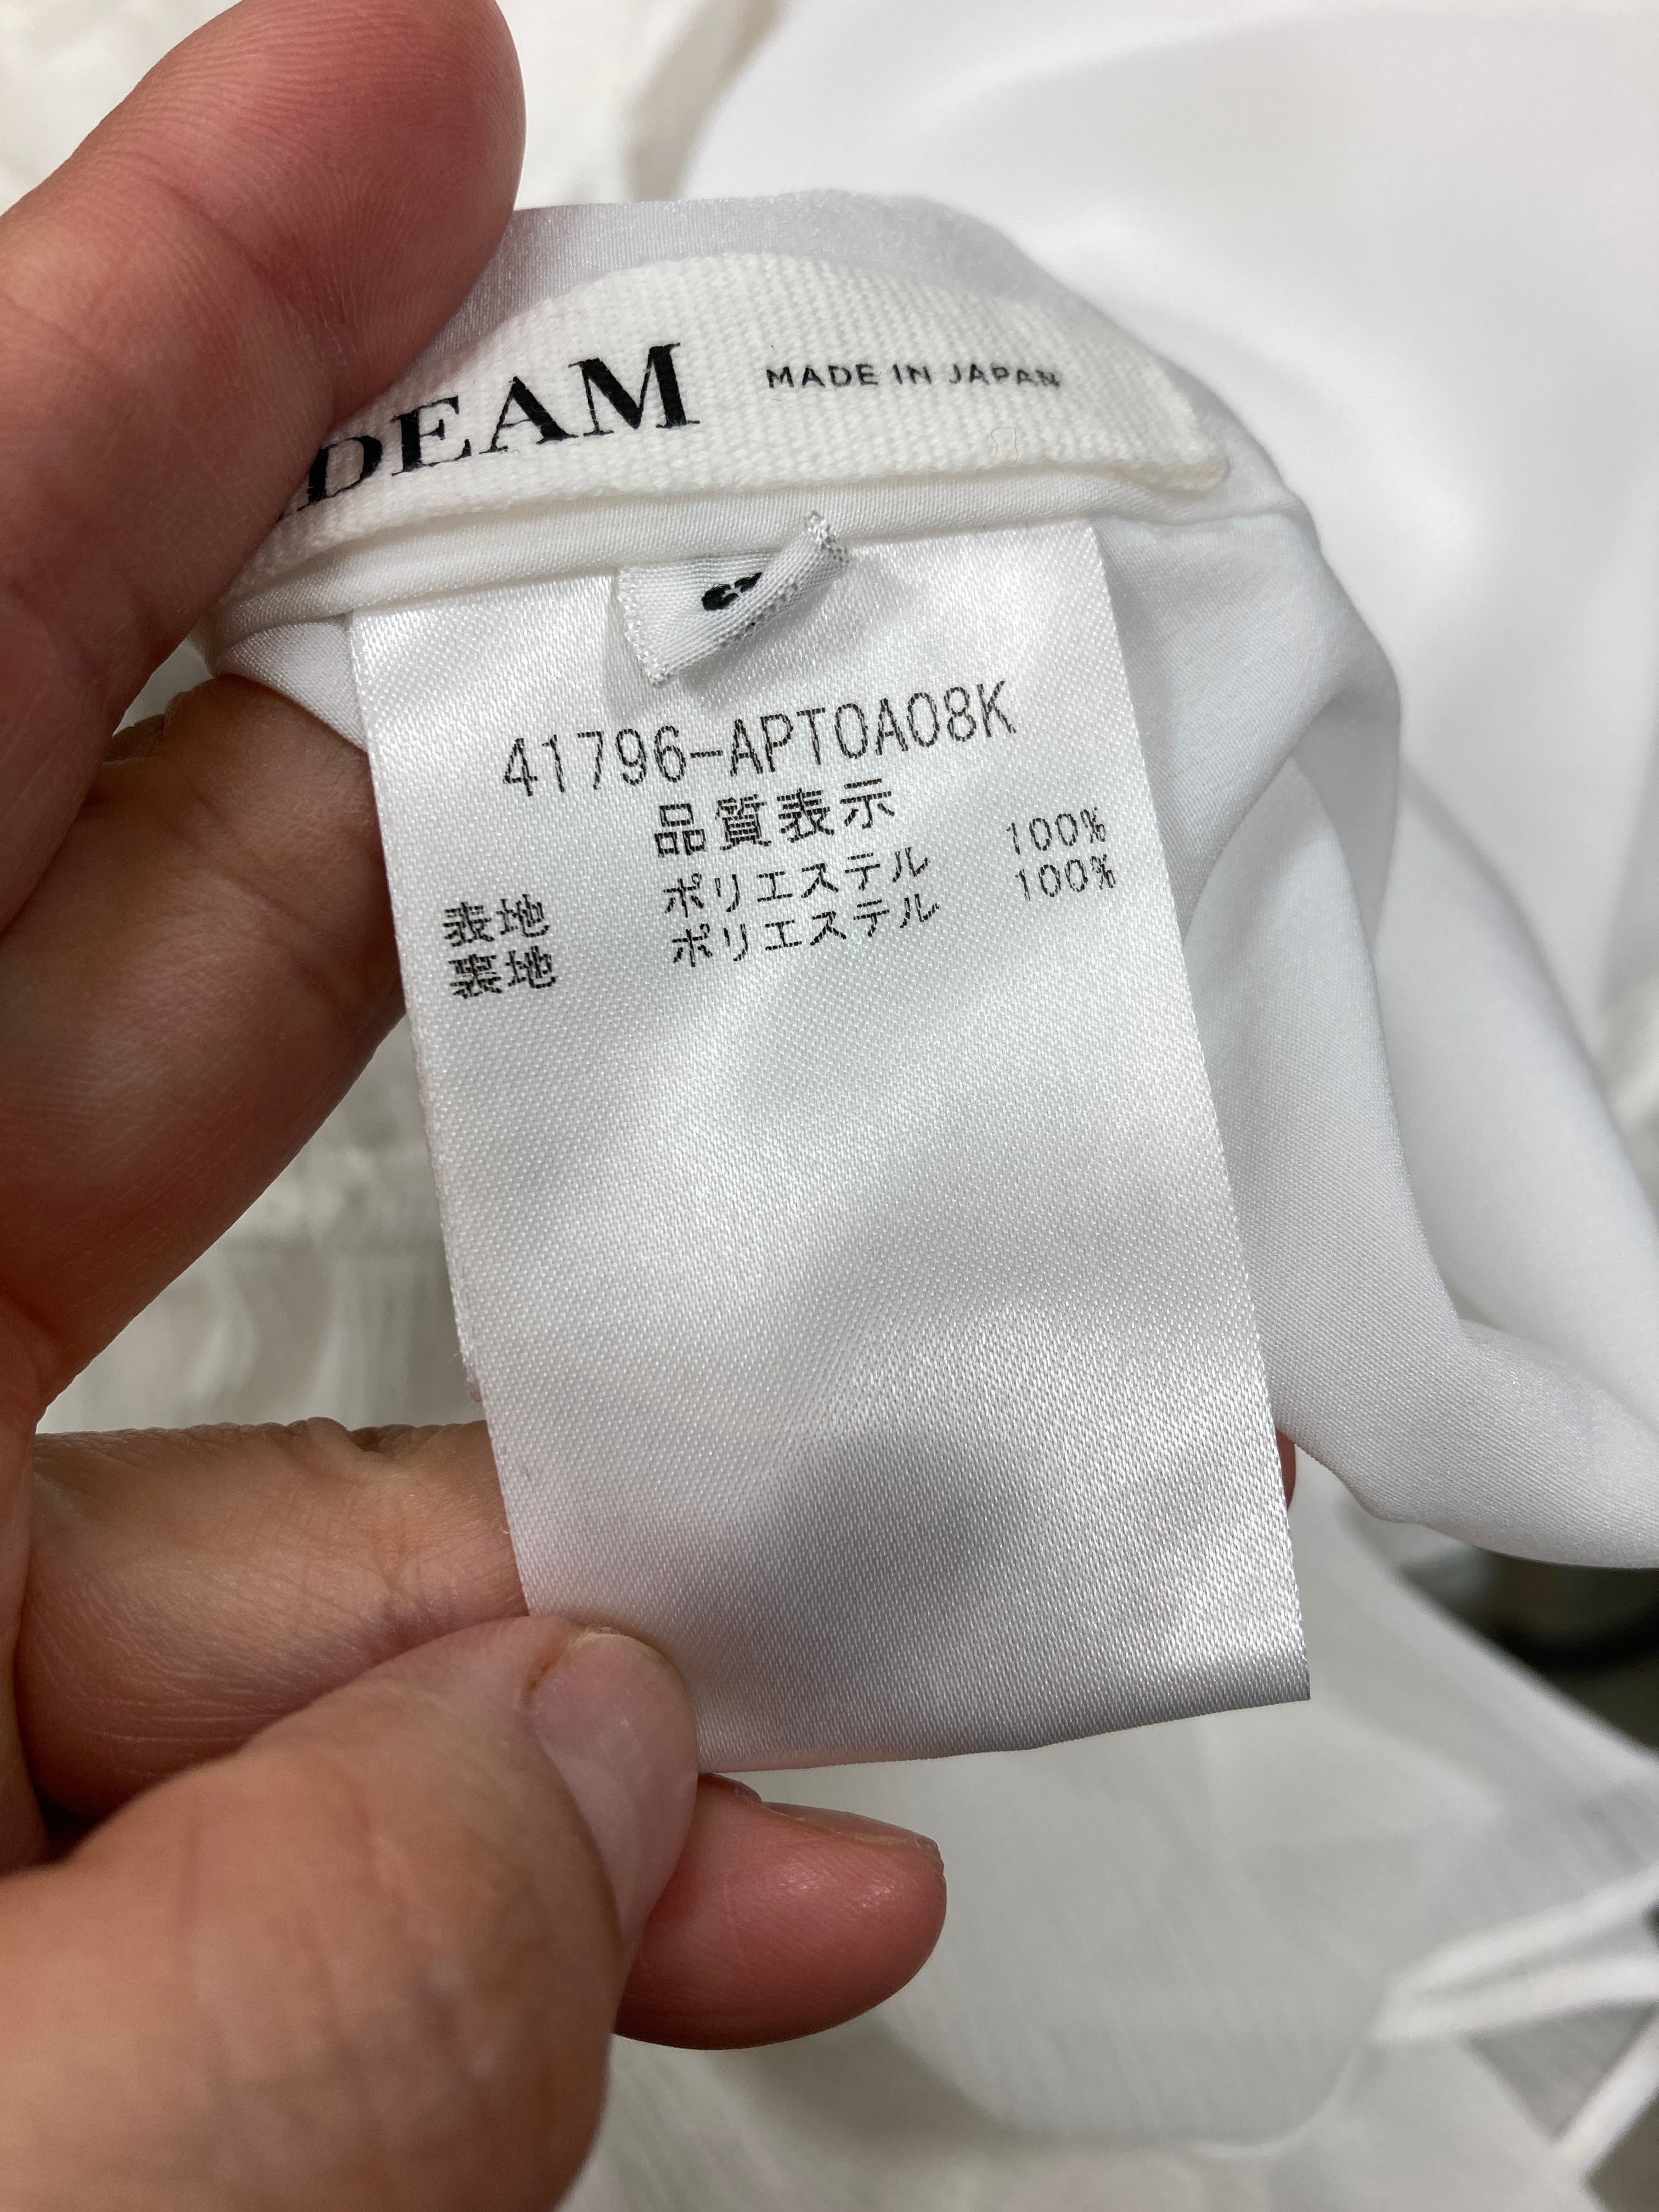 DEAM MADE IN JAPAN
41796-APT0A08K
品質表示
表地 ポリエステル 100%
裏地 ポリエステル 100%